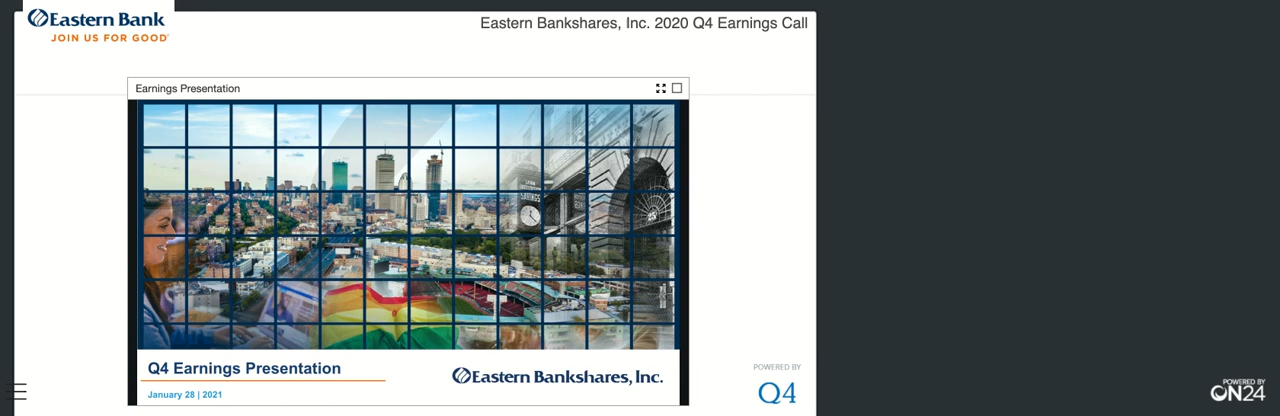 Eastern Bank
JOIN US FOR GOOD
Eastern Bankshares, Inc. 2020 Q4 Earnings Call
Earnings Presentation
Q4 Earnings Presentation
Eastern Bankshares, Inc.
January 28 | 2021
POWERED BY
Q4
POWERED BY
ON24